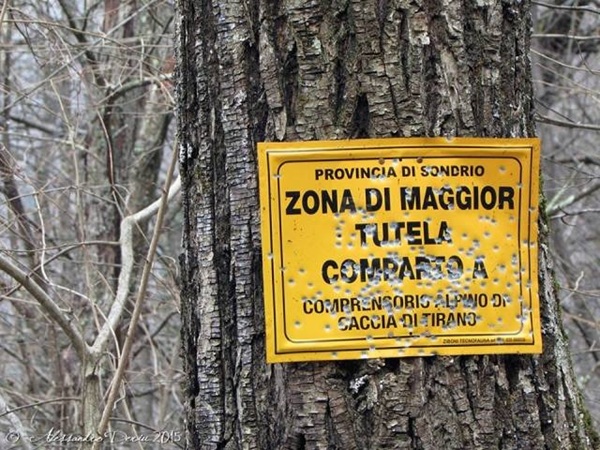 PROVINCIA DI SONDRIO
ZONA DI MAGGIOR
TUTELA
COMPARTO A
COMPRENSORIO ALPINO DI
CACCIA DI TIRANO